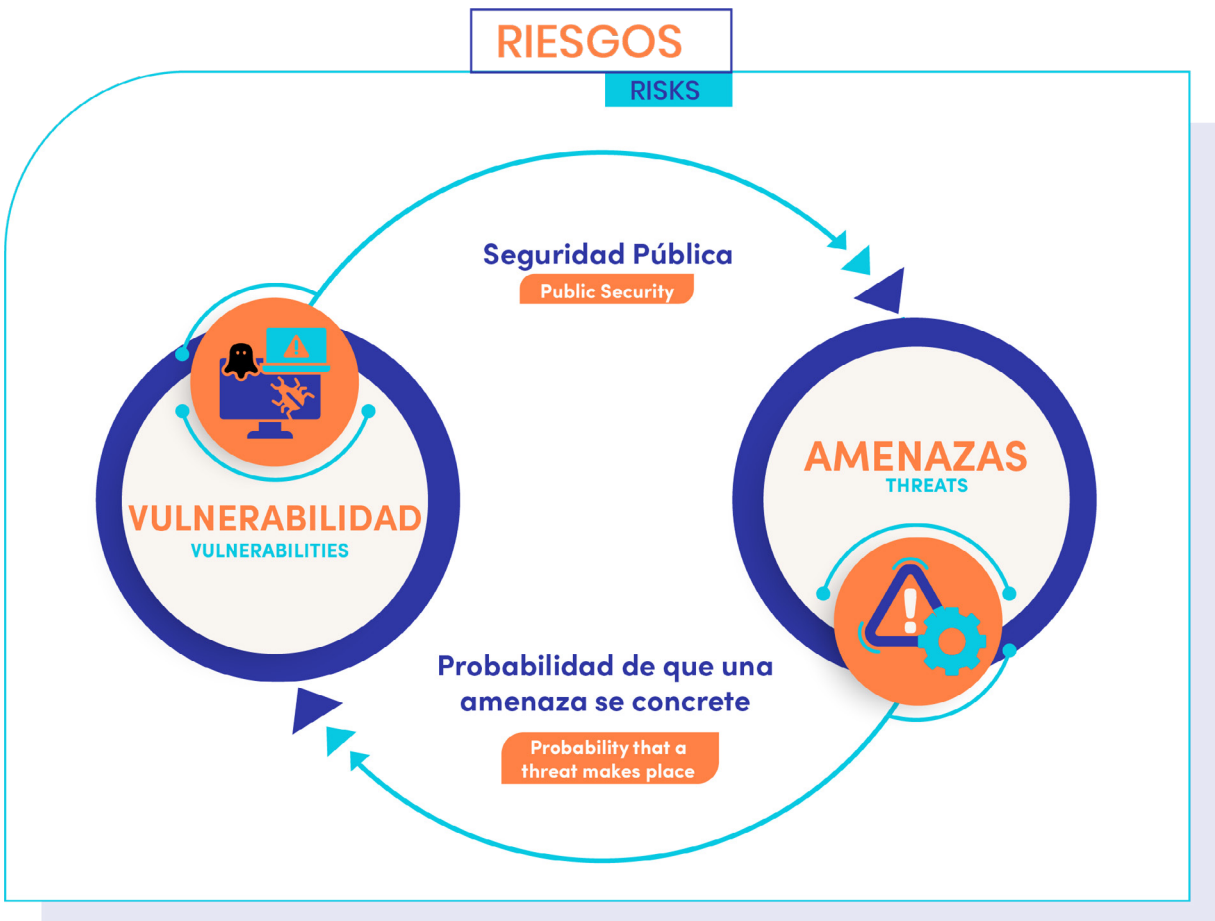 RIESGOS
RISKS
Seguridad Pública
Public Security
VULNERABILIDAD
VULNERABILITIES
AMENAZAS
THREATS
Probabilidad de que una
amenaza se concrete
Probability that a
threat makes place